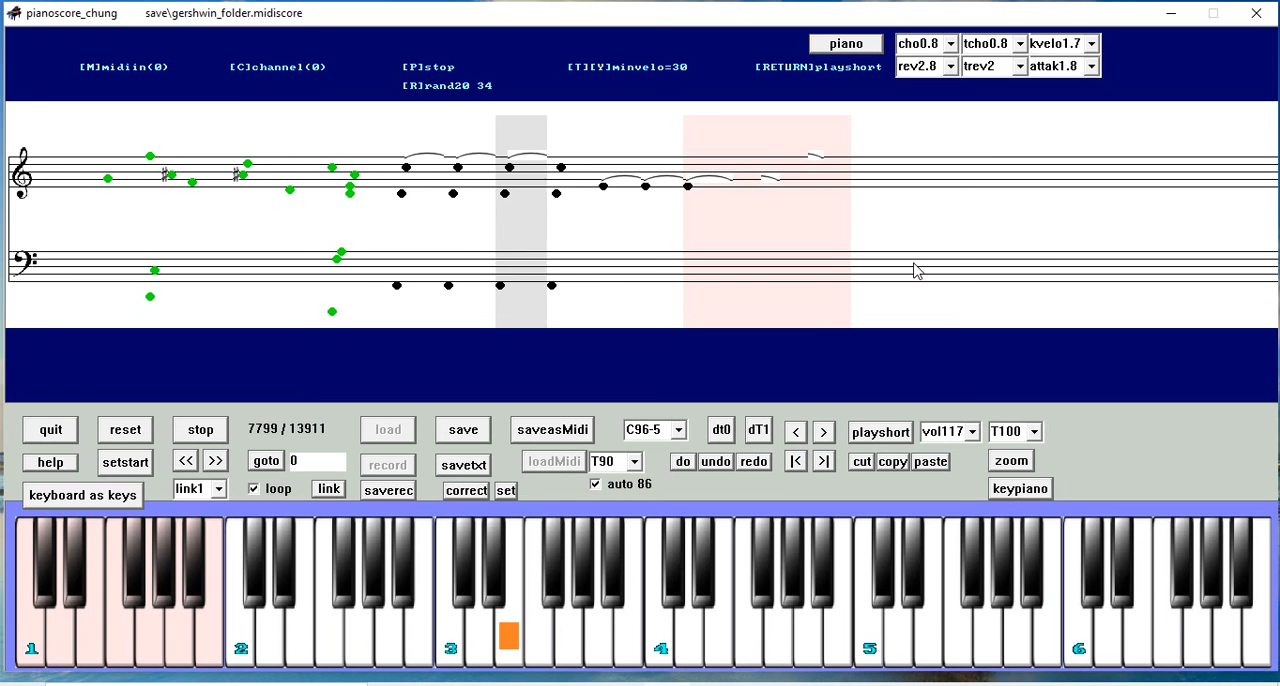 pianoscore_chung save\gershwin_folder.midiscore
piano cho0.8 tcho0.8 kvelo1.7
[M]midiin(0) [C]channel(0) [P]stop [T][Y]minvelo=30 [RETURN]playshort rev2.8 trev2 attak1.8
[R]rand20 34
quit reset stop 7799 / 13911 load save saveasMidi C96-5 dt0 dT1 < > playshort vol117 T100
help setstart << >> goto 0 record savetxt loadMidi T90 do undo redo |< >| cut copy paste zoom
keyboard as keys link1 loop link saverec correct set auto 86 keypiano
1 2 3 4 5 6